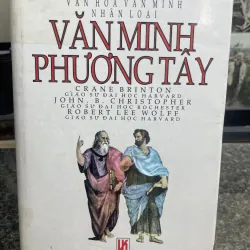 VĂN HÓA VĂN MINH
NHÂN LOẠI
VĂN MINH
PHƯƠNG TÂY
CRANE BRINTON
GIÁO SƯ ĐẠI HỌC HARVARD
JOHN. B. CHRISTOPHER
GIÁO SƯ ĐẠI HỌC ROCHESTER
ROBERT LEE WOLFF
GIÁO SƯ ĐẠI HỌC HARVARD